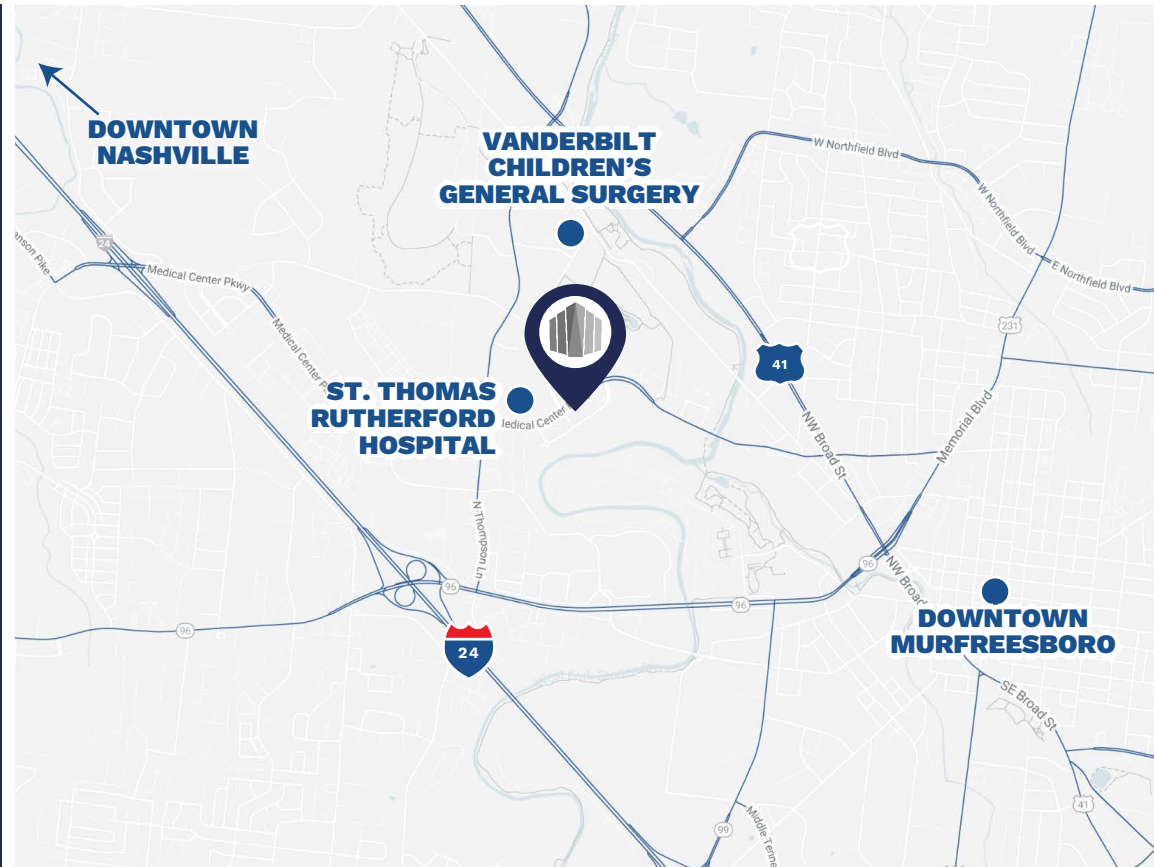 DOWNTOWN
NASHVILLE
VANDERBILT
CHILDREN'S
GENERAL SURGERY
W Northfield Blvd
W Northfield Blvd
E Northfield Blvd
24
Medical Center Pkwy
Medical Center
231
41
ST. THOMAS
RUTHERFORD
HOSPITAL
Medical Center
NW Broad St
Memorial Blvd
N Thompson Ln
96
NW Broad
96
96
96
DOWNTOWN
MURFREESBORO
24
SE Broad St
41
99
Middle